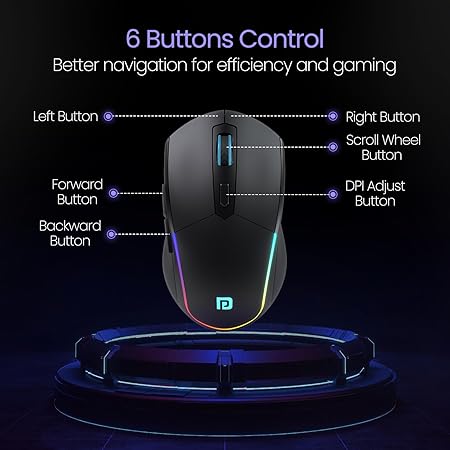 6 Buttons Control
Better navigation for efficiency and gaming
Left Button
Right Button
Scroll Wheel
Button
Forward
Button
DPI Adjust
Button
Backward
Button